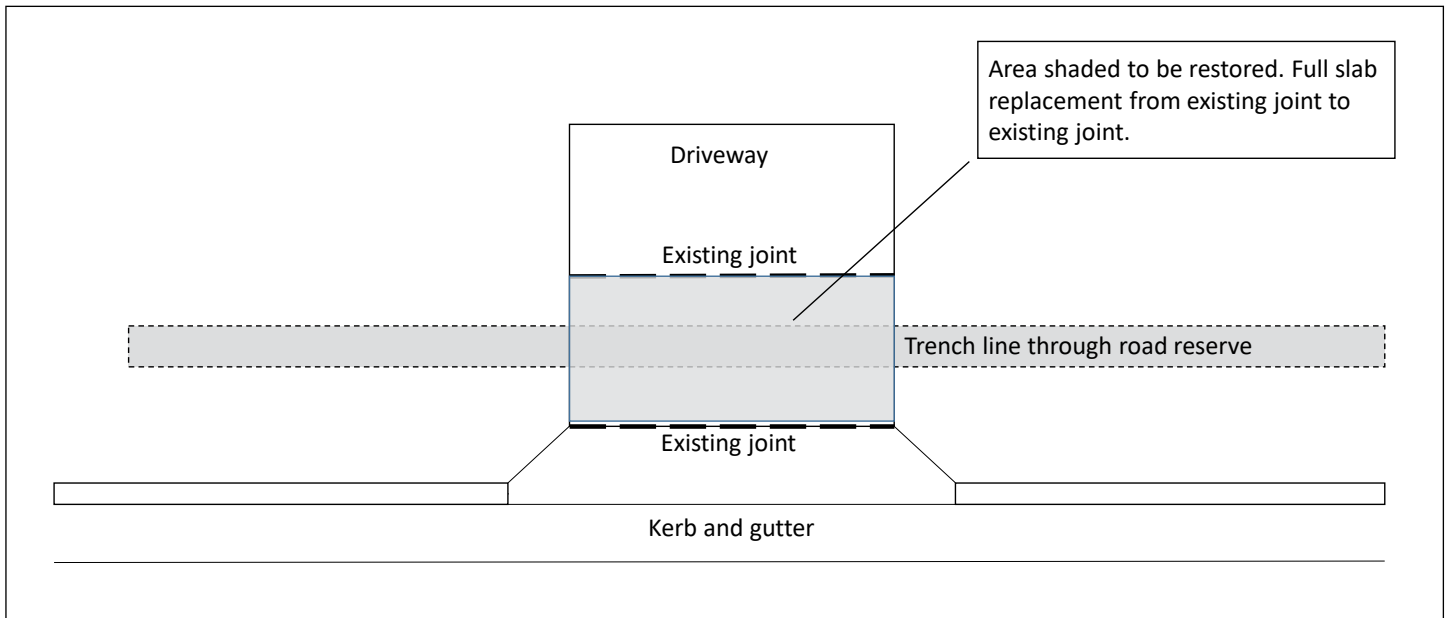 Area shaded to be restored. Full slab
replacement from existing joint to
existing joint.
Driveway
Existing joint
Trench line through road reserve
Existing joint
Kerb and gutter